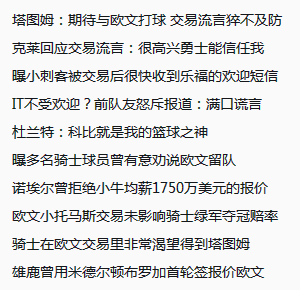 塔图姆：期待与欧文打球 交易流言猝不及防
克莱回应交易流言：很高兴勇士能信任我
曝小刺客被交易后很快收到乐福的欢迎短信
IT不受欢迎？前队友怒斥报道：满口谎言
杜兰特：科比就是我的篮球之神
曝多名骑士球员曾有意劝说欧文留队
诺埃尔曾拒绝小牛均薪1750万美元的报价
欧文小托马斯交易未影响骑士绿军夺冠赔率
骑士在欧文交易里非常渴望得到塔图姆
雄鹿曾用米德尔顿布罗加首轮签报价欧文